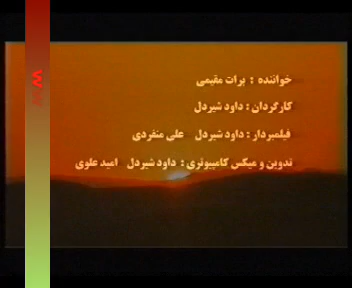 خواننده : برات مقیمی
کارگردان : داود شیردل
فیلمبردار : داود شیردل   علی منفردی
تدوین و میکس کامپیوتری : داود شیردل   امید علوی